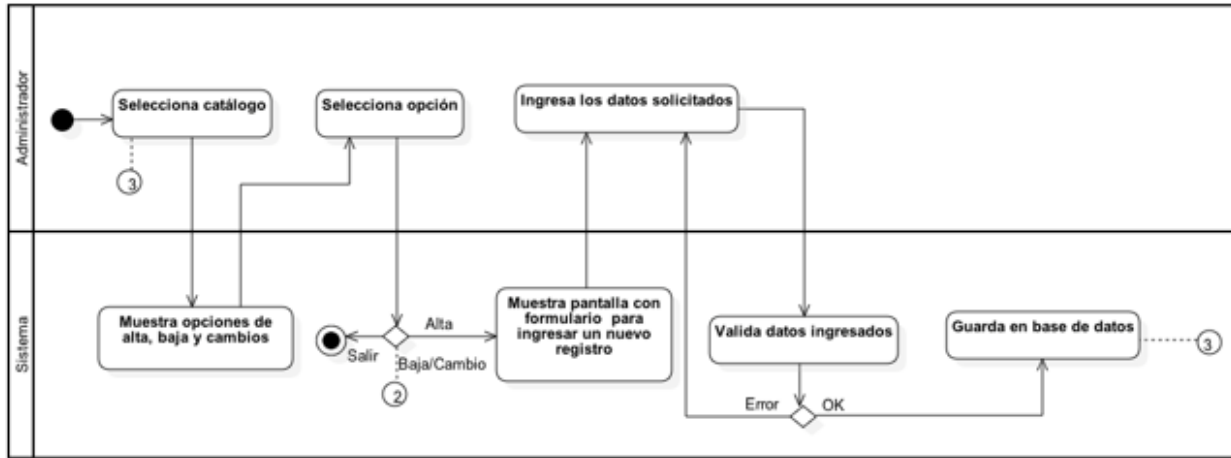 Administrador
Selecciona catálogo
3
Selecciona opción
Ingresa los datos solicitados
Sistema
Muestra opciones de
alta, baja y cambios
Salir
Alta
Baja/Cambio
2
Muestra pantalla con
formulario para
ingresar un nuevo
registro
Valida datos ingresados
Error
OK
Guarda en base de datos
3